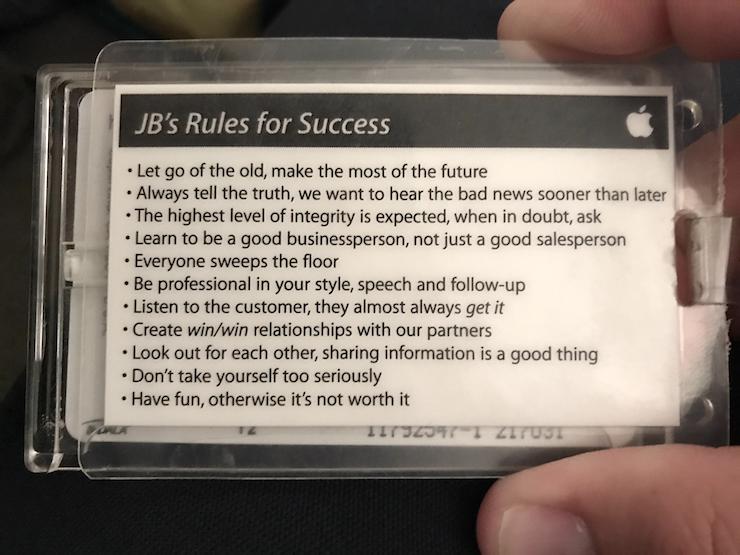 JB's Rules for Success
• Let go of the old, make the most of the future
• Always tell the truth, we want to hear the bad news sooner than later
• The highest level of integrity is expected, when in doubt, ask
• Learn to be a good businessperson, not just a good salesperson
• Everyone sweeps the floor
• Be professional in your style, speech and follow-up
• Listen to the customer, they almost always get it
• Create win/win relationships with our partners
• Look out for each other, sharing information is a good thing
• Don't take yourself too seriously
• Have fun, otherwise it's not worth it